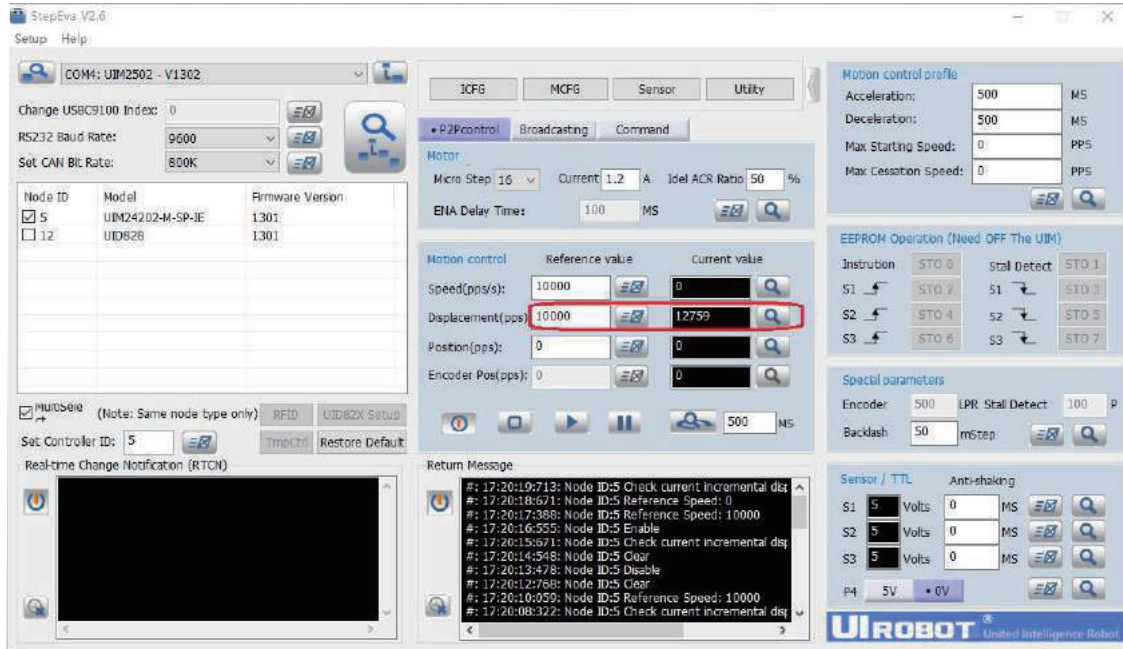 StepEva V2.6
Setup Help
COM4: UIM2502 - V1302
Change USBC9100 Index: 0
RS232 Baud Rate: 9600
Set CAN Bit Rate: 800K
Node ID Model Firmware Version
5 UIM24202-M-SP-IE 1301
12 UID828 1301
(Note: Same node type only) RFID UID82X Setup
Set Controller ID: 5 TmpCtrl Restore Default
Real-time Change Notification (RTCN)
ICFG MCFG Sensor Utility
• P2Pcontrol Broadcasting Command
Motor
Micro Step 16 Current 1.2 A Idel ACR Ratio 50 %
ENA Delay Time: 100 MS
Motion control Reference value Current value
Speed(pps/s): 10000 0
Displacement(pps) 10000 12759
Position(pps): 0 0
Encoder Pos(pps): 0 0
500 MS
Return Message
#: 17:20:19:713: Node ID:5 Check current incremental disp
#: 17:20:18:671: Node ID:5 Reference Speed: 0
#: 17:20:17:388: Node ID:5 Reference Speed: 10000
#: 17:20:16:555: Node ID:5 Enable
#: 17:20:15:671: Node ID:5 Check current incremental disp
#: 17:20:14:548: Node ID:5 Clear
#: 17:20:13:478: Node ID:5 Disable
#: 17:20:12:768: Node ID:5 Clear
#: 17:20:10:059: Node ID:5 Reference Speed: 10000
#: 17:20:08:322: Node ID:5 Check current incremental disp
Motion control profile
Acceleration: 500 MS
Deceleration: 500 MS
Max Starting Speed: 0 PPS
Max Cessation Speed: 0 PPS
EEPROM Operation (Need OFF The UIM)
Instrution STO 0 Stall Detect STO 1
S1 STO 2 S1 STO 3
S2 STO 4 S2 STO 5
S3 STO 6 S3 STO 7
Special parameters
Encoder 500 LPR Stall Detect 100 P
Backlash 50 mStep
Sensor / TTL Anti-shaking
S1 5 Volts 0 MS
S2 5 Volts 0 MS
S3 5 Volts 0 MS
P4 5V • 0V
UIROBOT ®
United Intelligence Robot